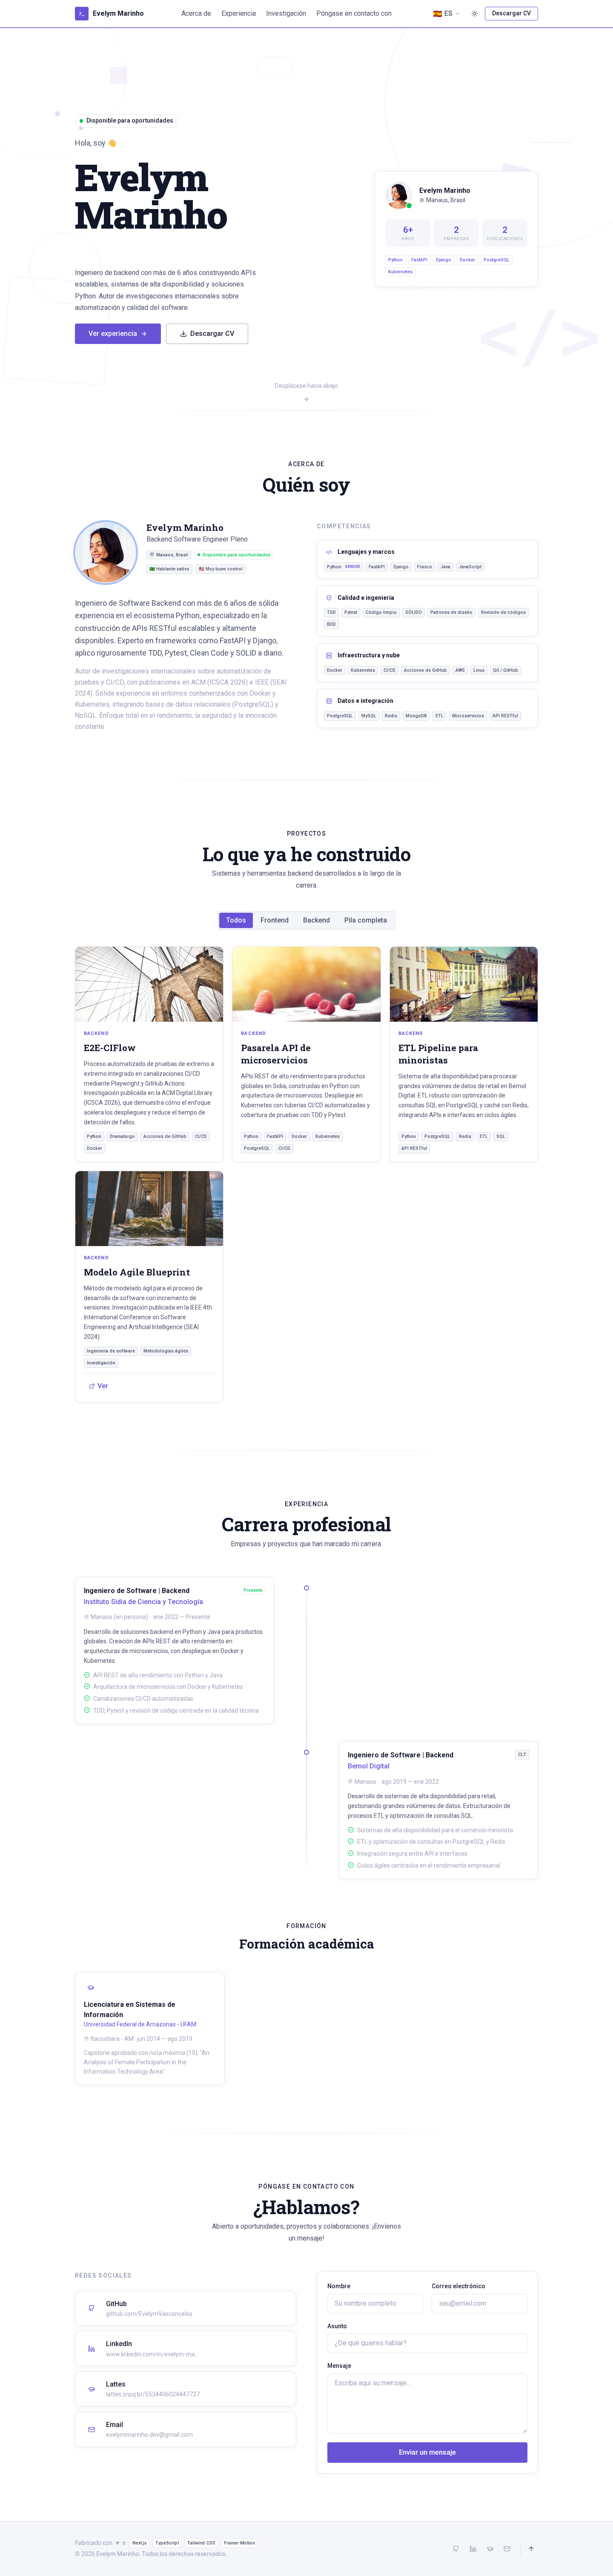 Evelym Marinho
Acerca de
Experiencia
Investigación
Póngase en contacto con
ES
Descargar CV
Disponible para oportunidades
Hola, soy 👋
Evelym
Marinho
Ingeniero de backend con más de 6 años construyendo APIs
escalables, sistemas de alta disponibilidad y soluciones
Python. Autor de investigaciones internacionales sobre
automatización y calidad del software.
Ver experiencia
Descargar CV
Evelym Marinho
Manaus, Brasil
6+
AÑOS
2
EMPRESAS
2
PUBLICACIONES
Python
FastAPI
Django
Docker
PostgreSQL
Kubernetes
</>
Desplácese hacia abajo
ACERCA DE
Quién soy
Evelym Marinho
Software Backend Engineer Pleno
Manaus, Brasil
Disponible para oportunidades
Hablante nativo
Muy buen control
Ingeniero de Software Backend con más de 6 años de sólida
experiencia en el ecosistema Python, construyendo
arquitecturas de APIs RESTful escalables y altamente
disponibles. Experto en frameworks como FastAPI y Django,
aplico rigurosamente TDD, Pytest, Clean Code y SOLID a diario.
Autor de investigaciones internacionales sobre automatización de
pruebas y CI/CD, con publicaciones en ACM (ICSCA 2026) e IEEE (SEAI
2024). Sólida experiencia en entornos contenerizados con Docker y
Kubernetes, integrando bases de datos relacionales (PostgreSQL) y
NoSQL. Enfoque total en el rendimiento, la seguridad y la innovación
constante.
COMPETENCIAS
Lenguajes y marcos
Python
SENIOR
FastAPI
Django
Frasco
Java
JavaScript
Calidad e ingeniería
TDD
Pytest
Código limpio
SÓLIDO
Patrones de diseño
Revisión de códigos
BDD
Infraestructura y nube
Docker
Kubernetes
CI/CD
Acciones de GitHub
AWS
Linux
Git / GitHub
Datos e integración
PostgreSQL
MySQL
Redis
MongoDB
ETL
Microservicios
API RESTful
PROYECTOS
Lo que ya he construido
Sistemas y herramientas backend desarrollados a lo largo de la
carrera.
Todos
Frontend
Backend
Pila completa
BACKEND
E2E-CIFlow
Proceso automatizado de pruebas de extremo a
extremo integrado en canalizaciones CI/CD
mediante Playwright y GitHub Actions.
Investigación publicada en la ACM Digital Library
(ICSCA 2026), que demuestra cómo el enfoque
acelera los despliegues y reduce el tiempo de
detección de fallos.
Python
Dramaturgo
Acciones de GitHub
CI/CD
Docker
BACKEND
Pasarela API de
microservicios
APIs REST de alto rendimiento para productos
globales en Sidia, construidas en Python con
arquitectura de microservicios. Despliegue en
Kubernetes con tuberías CI/CD automatizadas y
cobertura de pruebas con TDD y Pytest.
Python
FastAPI
Docker
Kubernetes
PostgreSQL
CI/CD
BACKEND
ETL Pipeline para
minoristas
Sistema de alta disponibilidad para procesar
grandes volúmenes de datos de retail en Bemol
Digital. ETL robusto con optimización de
consultas SQL en PostgreSQL y caché con Redis,
integrando APIs e interfaces en ciclos ágiles.
Python
PostgreSQL
Redis
ETL
SQL
API RESTful
BACKEND
Modelo Agile Blueprint
Método de modelado ágil para el proceso de
desarrollo de software con incremento de
versiones. Investigación publicada en la IEEE 4th
International Conference on Software
Engineering and Artificial Intelligence (SEAI
2024).
Ingeniería de software
Metodologías ágiles
Investigación
Ver
EXPERIENCIA
Carrera profesional
Empresas y proyectos que han marcado mi carrera.
Ingeniero de Software | Backend
Presente
Instituto Sidia de Ciencia y Tecnología
Manaus (en persona)
ene 2022 — Presente
Desarrollo de soluciones backend en Python y Java para productos
globales. Creación de APIs REST de alto rendimiento en
arquitecturas de microservicios, con despliegue en Docker y
Kubernetes.
API REST de alto rendimiento con Python y Java
Arquitectura de microservicios con Docker y Kubernetes
Canalizaciones CI/CD automatizadas
TDD, Pytest y revisión de código centrada en la calidad técnica
Ingeniero de Software | Backend
CLT
Bemol Digital
Manaus
ago 2019 — ene 2022
Desarrollo de sistemas de alta disponibilidad para retail,
gestionando grandes volúmenes de datos. Estructuración de
procesos ETL y optimización de consultas SQL.
Sistemas de alta disponibilidad para el comercio minorista
ETL y optimización de consultas en PostgreSQL y Redis
Integración segura entre API e interfaces
Ciclos ágiles centrados en el rendimiento empresarial
FORMACIÓN
Formación académica
Licenciatura en Sistemas de
Información
Universidad Federal de Amazonas - UFAM
Itacoatiara - AM
jun 2014 — ago 2019
Capstone aprobado con nota máxima (10): "An
Analysis of Female Participation in the
Information Technology Area".
PÓNGASE EN CONTACTO CON
¿Hablamos?
Abierto a oportunidades, proyectos y colaboraciones. ¡Envíenos
un mensaje!
REDES SOCIALES
GitHub
github.com/EvelymVasconcelos
LinkedIn
www.linkedin.com/in/evelym-ma...
Lattes
lattes.cnpq.br/5534406024447727
Email
evelymmarinho.dev@gmail.com
Nombre
Su nombre completo
Correo electrónico
seu@email.com
Asunto
¿De qué quieres hablar?
Mensaje
Escriba aquí su mensaje...
Enviar un mensaje
Fabricado con ♥ e
Next.js
TypeScript
Tailwind CSS
Framer Motion
© 2026 Evelym Marinho. Todos los derechos reservados.